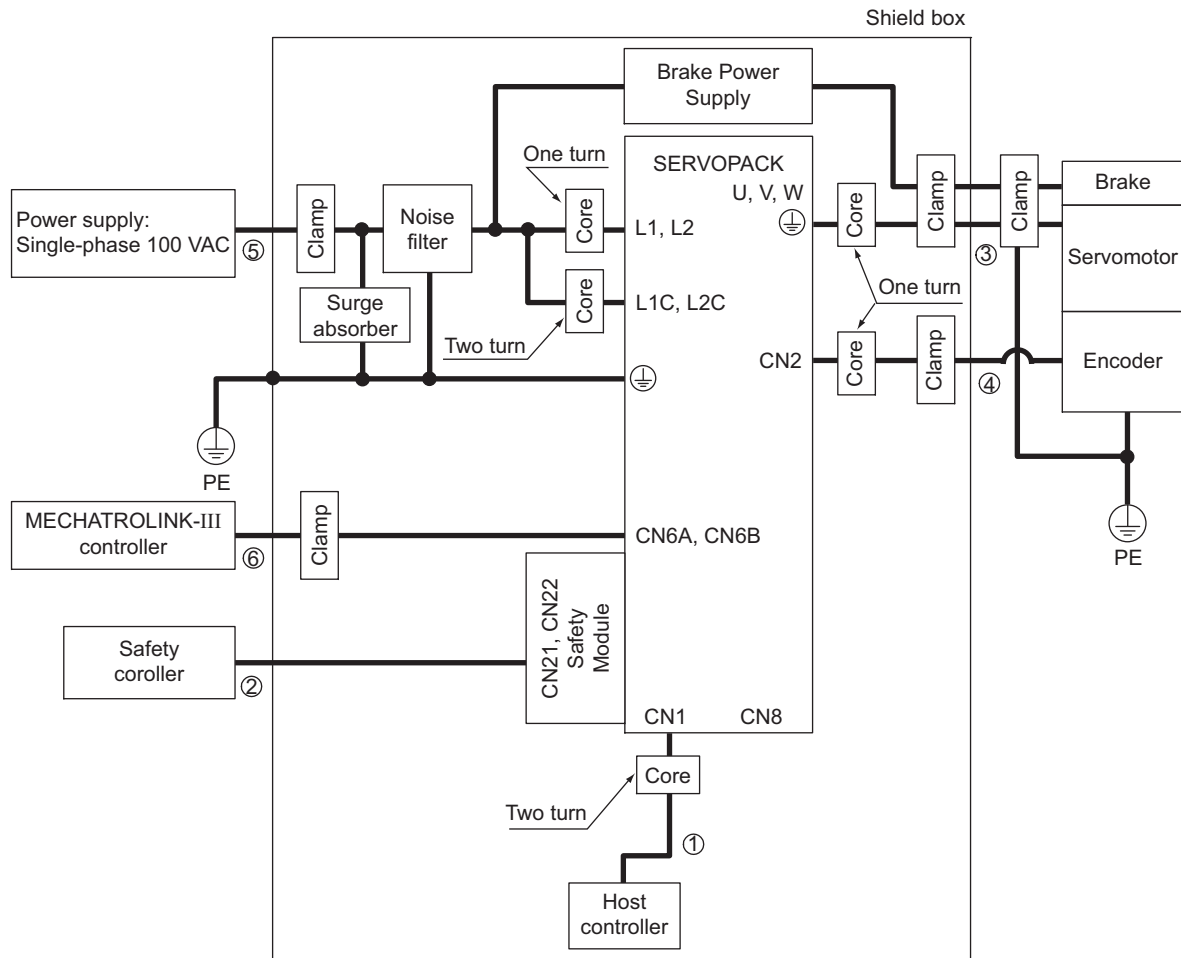 Shield box
Brake Power
Supply
One turn
SERVOPACK
U, V, W
Clamp
Clamp
Brake
Power supply:
Single-phase 100 VAC
⑤
Clamp
Noise
filter
Core
L1, L2
Core
③
Servomotor
Surge
absorber
Core
L1C, L2C
One turn
Two turn
CN2
Core
Clamp
④
Encoder
PE
MECHATROLINK-III
controller
⑥
Clamp
CN6A, CN6B
PE
Safety
coroller
②
CN21, CN22
Safety
Module
CN1
CN8
Core
Two turn
①
Host
controller